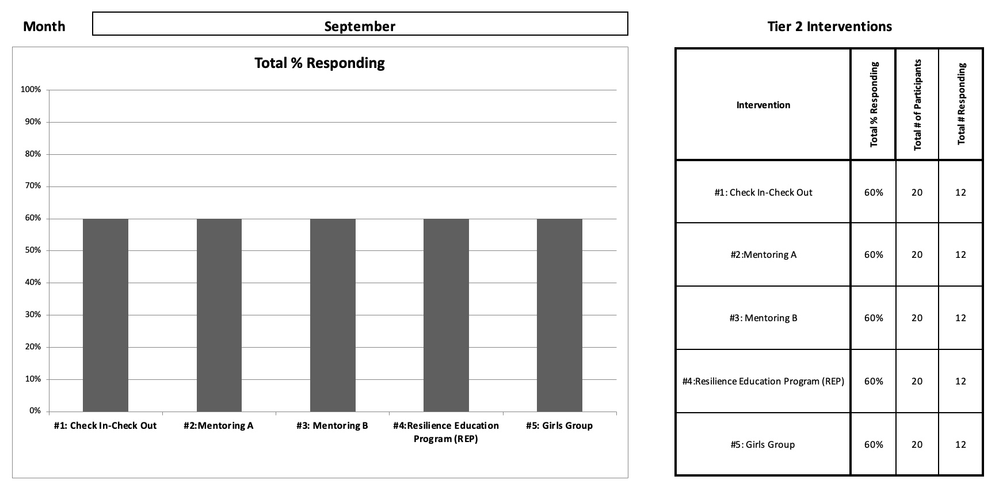 Month
September
Tier 2 Interventions
Total % Responding
100%
90%
80%
70%
60%
50%
40%
30%
20%
10%
0%
#1: Check In-Check Out
#2:Mentoring A
#3: Mentoring B
#4:Resilience Education
Program (REP)
#5: Girls Group
Intervention
Total % Responding
Total # of Participants
Total # Responding
#1: Check In-Check Out 60% 20 12
#2:Mentoring A 60% 20 12
#3: Mentoring B 60% 20 12
#4:Resilience Education Program (REP) 60% 20 12
#5: Girls Group 60% 20 12